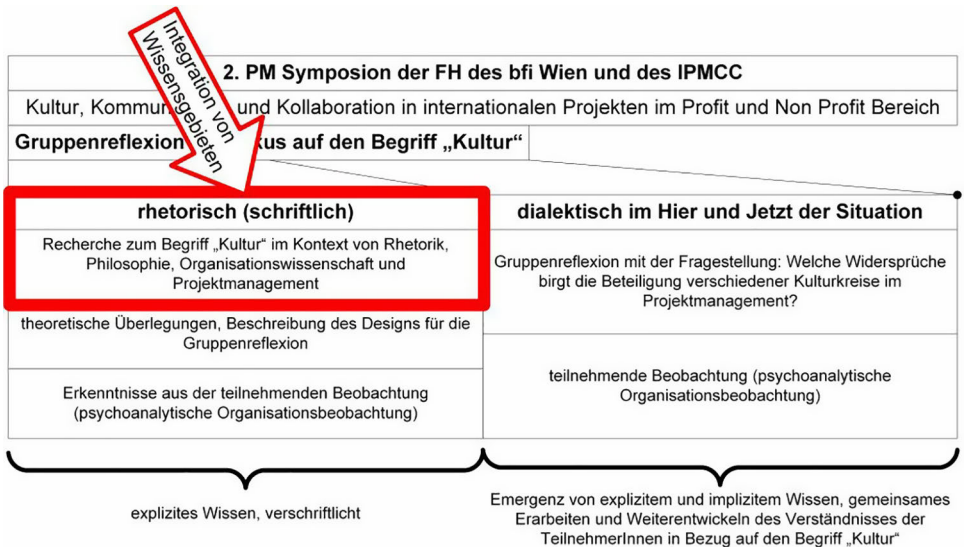 Integration von
Wissensgebieten
2. PM Symposion der FH des bfi Wien und des IPMCC
Kultur, Kommun und Kollaboration in internationalen Projekten im Profit und Non Profit Bereich
Gruppenreflexion kus auf den Begriff „Kultur“
rhetorisch (schriftlich)
Recherche zum Begriff „Kultur“ im Kontext von Rhetorik,
Philosophie, Organisationswissenschaft und
Projektmanagement
theoretische Überlegungen, Beschreibung des Designs für die
Gruppenreflexion
Erkenntnisse aus der teilnehmenden Beobachtung
(psychoanalytische Organisationsbeobachtung)
explizites Wissen, verschriftlicht
dialektisch im Hier und Jetzt der Situation
Gruppenreflexion mit der Fragestellung: Welche Widersprüche
birgt die Beteiligung verschiedener Kulturkreise im
Projektmanagement?
teilnehmende Beobachtung (psychoanalytische
Organisationsbeobachtung)
Emergenz von explizitem und implizitem Wissen, gemeinsames
Erarbeiten und Weiterentwickeln des Verständnisses der
TeilnehmerInnen in Bezug auf den Begriff „Kultur“